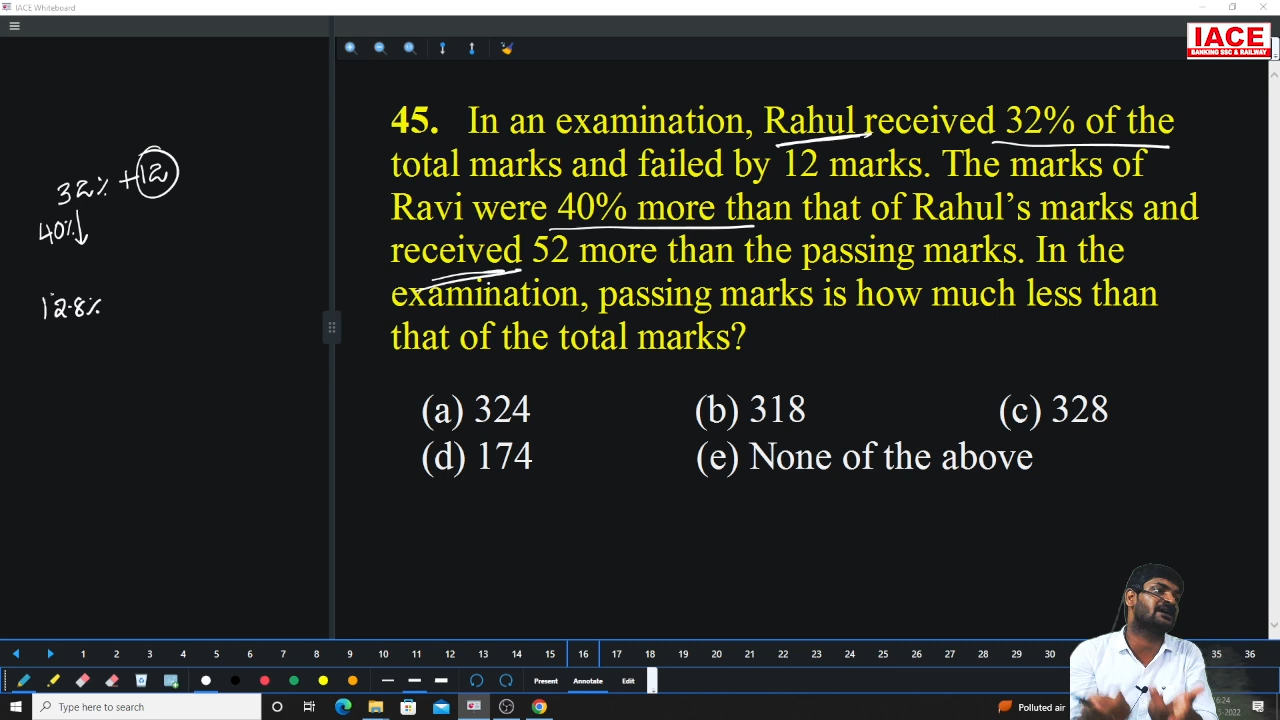 IACE Whiteboard
IACE
BANKING SSC & RAILWAY
45. In an examination, Rahul received 32% of the
total marks and failed by 12 marks. The marks of
Ravi were 40% more than that of Rahul's marks and
received 52 more than the passing marks. In the
examination, passing marks is how much less than
that of the total marks?
(a) 324 (b) 318 (c) 328
(d) 174 (e) None of the above
32% + 12
40% ↓
12.8%
1 2 3 4 5 6 7 8 9 10 11 12 13 14 15 16 17 18 19 20 21 22 23 24 25 26 27 28 29 30 35 36
Present Annotate Edit
Type here to search
Polluted air